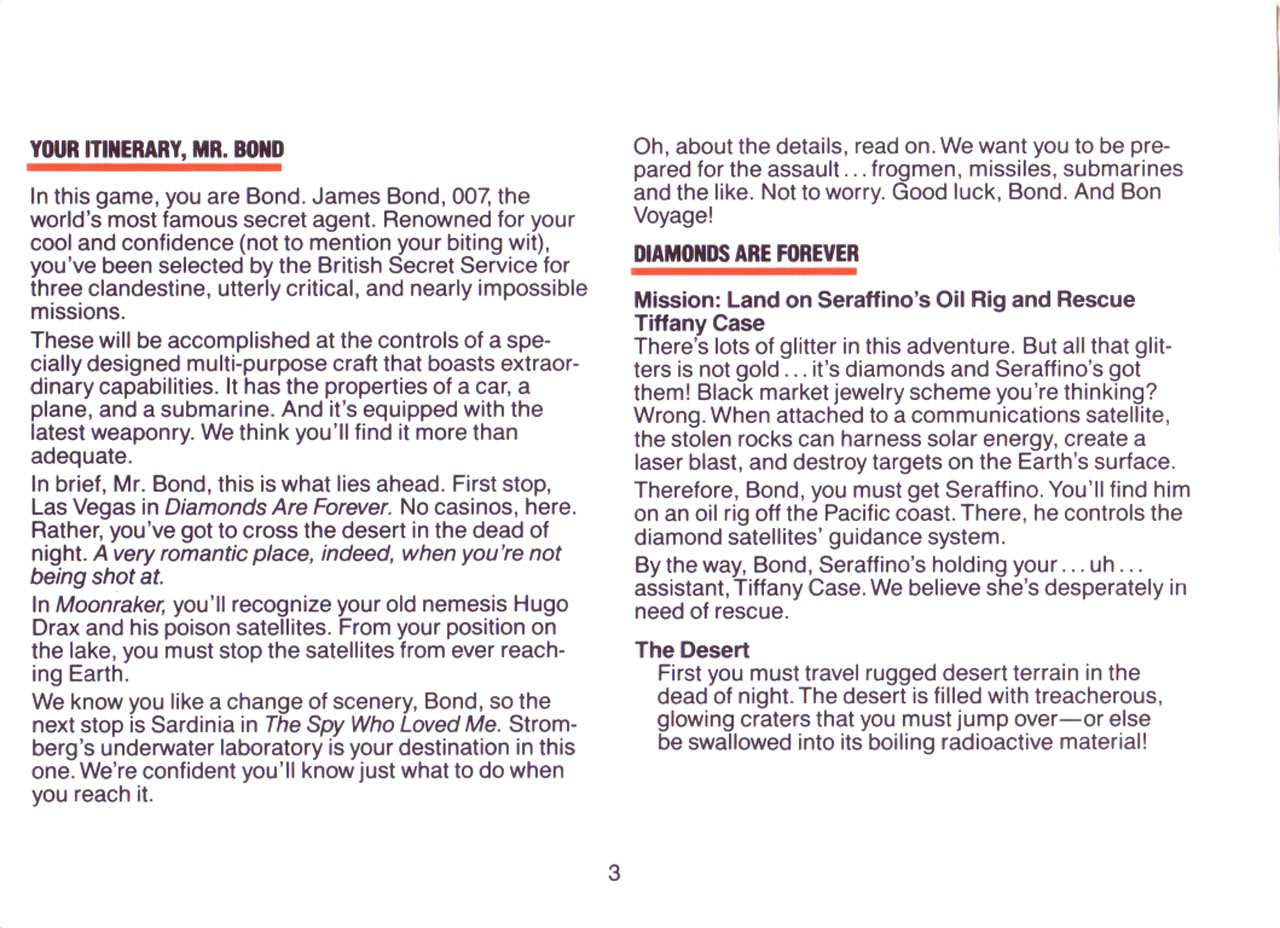 YOUR ITINERARY, MR. BOND
In this game, you are Bond. James Bond, 007, the
world's most famous secret agent. Renowned for your
cool and confidence (not to mention your biting wit),
you've been selected by the British Secret Service for
three clandestine, utterly critical, and nearly impossible
missions.
These will be accomplished at the controls of a spe-
cially designed multi-purpose craft that boasts extraor-
dinary capabilities. It has the properties of a car, a
plane, and a submarine. And it's equipped with the
latest weaponry. We think you'll find it more than
adequate.
In brief, Mr. Bond, this is what lies ahead. First stop,
Las Vegas in Diamonds Are Forever. No casinos, here.
Rather, you've got to cross the desert in the dead of
night. A very romantic place, indeed, when you're not
being shot at.
In Moonraker, you'll recognize your old nemesis Hugo
Drax and his poison satellites. From your position on
the lake, you must stop the satellites from ever reach-
ing Earth.
We know you like a change of scenery, Bond, so the
next stop is Sardinia in The Spy Who Loved Me. Strom-
berg's underwater laboratory is your destination in this
one. We're confident you'll know just what to do when
you reach it.
Oh, about the details, read on. We want you to be pre-
pared for the assault . . . frogmen, missiles, submarines
and the like. Not to worry. Good luck, Bond. And Bon
Voyage!
DIAMONDS ARE FOREVER
Mission: Land on Seraffino's Oil Rig and Rescue
Tiffany Case
There's lots of glitter in this adventure. But all that glit-
ters is not gold . . . it's diamonds and Seraffino's got
them! Black market jewelry scheme you're thinking?
Wrong. When attached to a communications satellite,
the stolen rocks can harness solar energy, create a
laser blast, and destroy targets on the Earth's surface.
Therefore, Bond, you must get Seraffino. You'll find him
on an oil rig off the Pacific coast. There, he controls the
diamond satellites' guidance system.
By the way, Bond, Seraffino's holding your . . . uh . . .
assistant, Tiffany Case. We believe she's desperately in
need of rescue.
The Desert
First you must travel rugged desert terrain in the
dead of night. The desert is filled with treacherous,
glowing craters that you must jump over—or else
be swallowed into its boiling radioactive material!
3